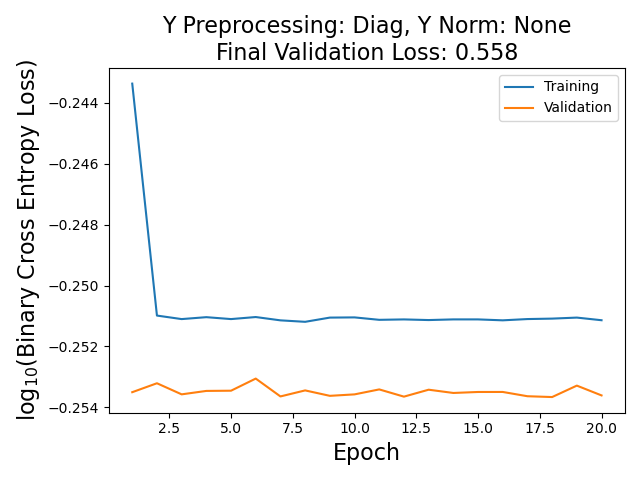 Y Preprocessing: Diag, Y Norm: None
Final Validation Loss: 0.558
Training
Validation
log₁₀(Binary Cross Entropy Loss)
−0.244
−0.246
−0.248
−0.250
−0.252
−0.254
2.5 5.0 7.5 10.0 12.5 15.0 17.5 20.0
Epoch